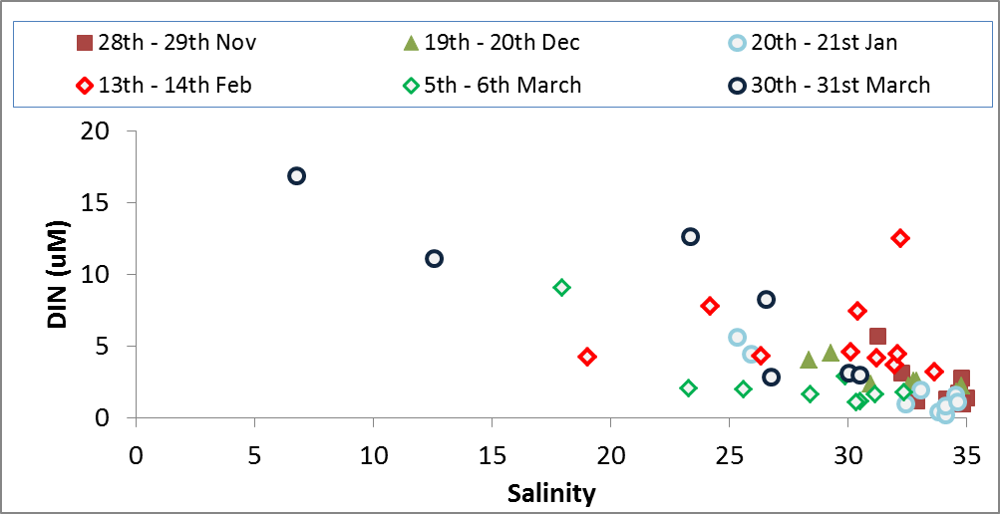 28th - 29th Nov 19th - 20th Dec 20th - 21st Jan
13th - 14th Feb 5th - 6th March 30th - 31st March
20
15
10
5
0
DIN (uM)
0 5 10 15 20 25 30 35
Salinity